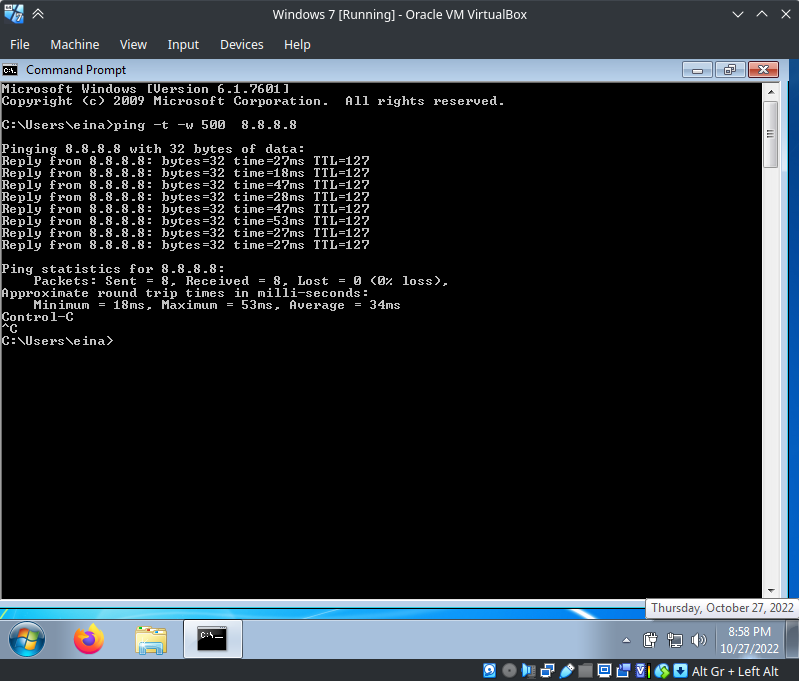 Windows 7 [Running] - Oracle VM VirtualBox
File Machine View Input Devices Help
Command Prompt
Microsoft Windows [Version 6.1.7601]
Copyright (c) 2009 Microsoft Corporation.  All rights reserved.
C:\Users\eina>ping -t -w 500  8.8.8.8
Pinging 8.8.8.8 with 32 bytes of data:
Reply from 8.8.8.8: bytes=32 time=27ms TTL=127
Reply from 8.8.8.8: bytes=32 time=18ms TTL=127
Reply from 8.8.8.8: bytes=32 time=47ms TTL=127
Reply from 8.8.8.8: bytes=32 time=28ms TTL=127
Reply from 8.8.8.8: bytes=32 time=47ms TTL=127
Reply from 8.8.8.8: bytes=32 time=53ms TTL=127
Reply from 8.8.8.8: bytes=32 time=27ms TTL=127
Reply from 8.8.8.8: bytes=32 time=27ms TTL=127
Ping statistics for 8.8.8.8:
    Packets: Sent = 8, Received = 8, Lost = 0 (0% loss),
Approximate round trip times in milli-seconds:
    Minimum = 18ms, Maximum = 53ms, Average = 34ms
Control-C
^C
C:\Users\eina>
Thursday, October 27, 2022
8:58 PM
10/27/2022
Alt Gr + Left Alt